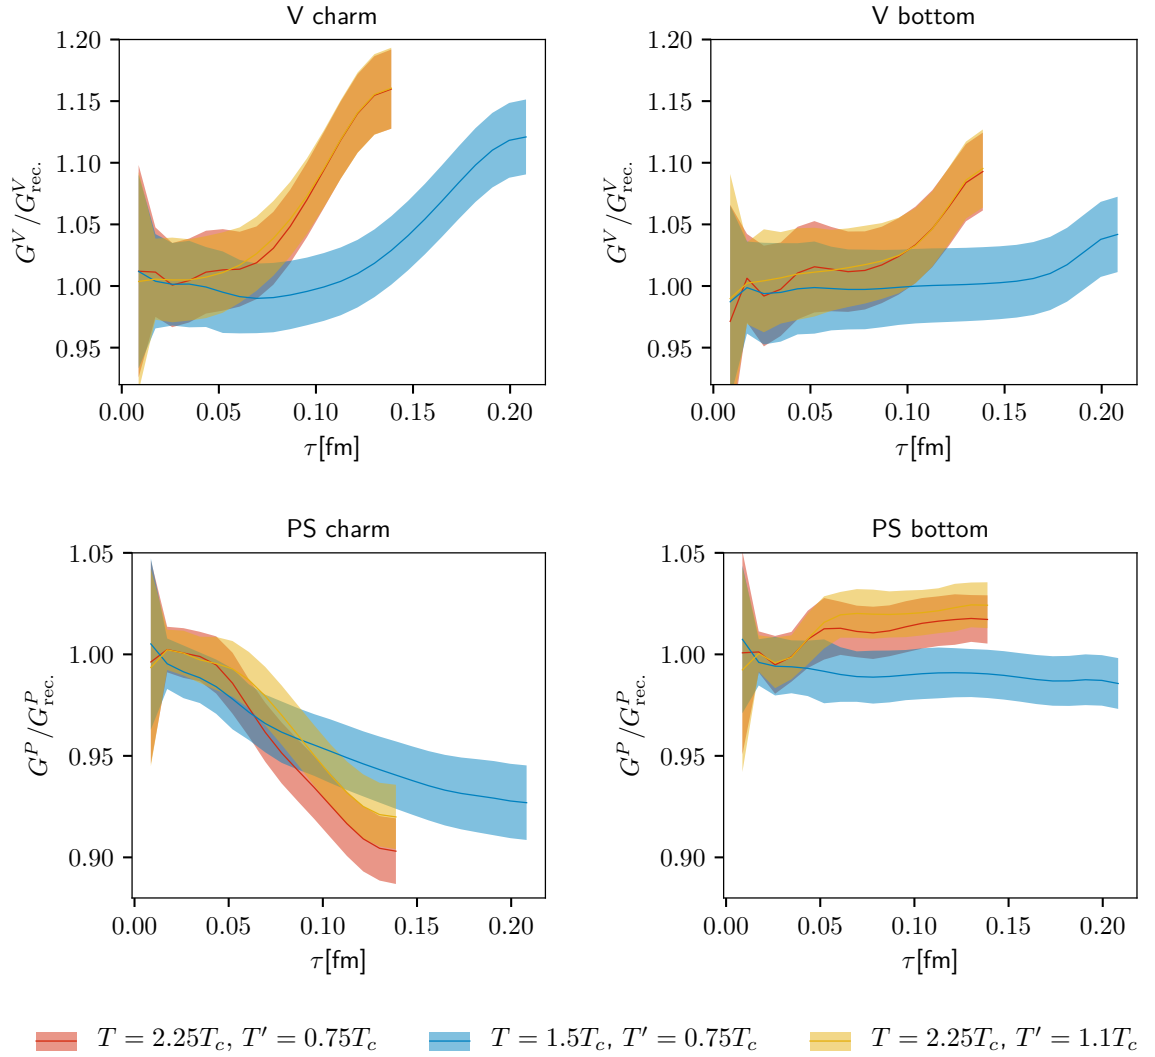 V charm
1.20
1.15
1.10
1.05
1.00
0.95
G^V/G^V_rec.
0.00 0.05 0.10 0.15 0.20
τ[fm]
V bottom
1.20
1.15
1.10
1.05
1.00
0.95
G^V/G^V_rec.
0.00 0.05 0.10 0.15 0.20
τ[fm]
PS charm
1.05
1.00
0.95
0.90
G^P/G^P_rec.
0.00 0.05 0.10 0.15 0.20
τ[fm]
PS bottom
1.05
1.00
0.95
0.90
G^P/G^P_rec.
0.00 0.05 0.10 0.15 0.20
τ[fm]
T = 2.25T_c, T′ = 0.75T_c
T = 1.5T_c, T′ = 0.75T_c
T = 2.25T_c, T′ = 1.1T_c